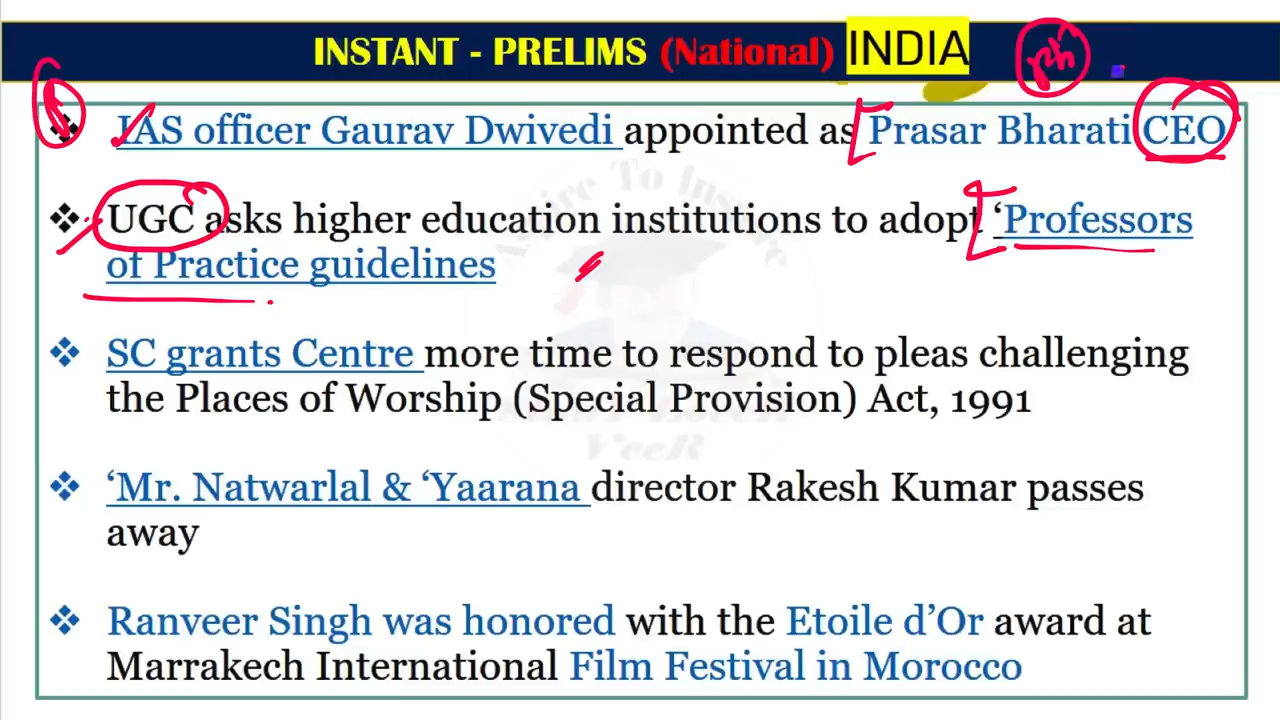 INSTANT - PRELIMS (National) INDIA
IAS officer Gaurav Dwivedi appointed as Prasar Bharati CEO
UGC asks higher education institutions to adopt ‘Professors
of Practice guidelines
SC grants Centre more time to respond to pleas challenging
the Places of Worship (Special Provision) Act, 1991
‘Mr. Natwarlal & ‘Yaarana director Rakesh Kumar passes
away
Ranveer Singh was honored with the Etoile d’Or award at
Marrakech International Film Festival in Morocco